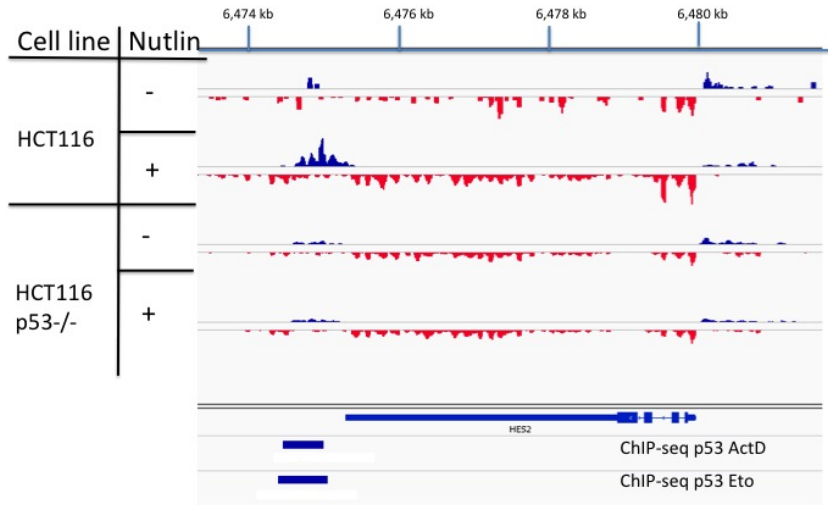 6,474 kb 6,476 kb 6,478 kb 6,480 kb
Cell line Nutlin
-
HCT116
+
-
HCT116
p53-/-
+
HES2
ChIP-seq p53 ActD
ChIP-seq p53 Eto